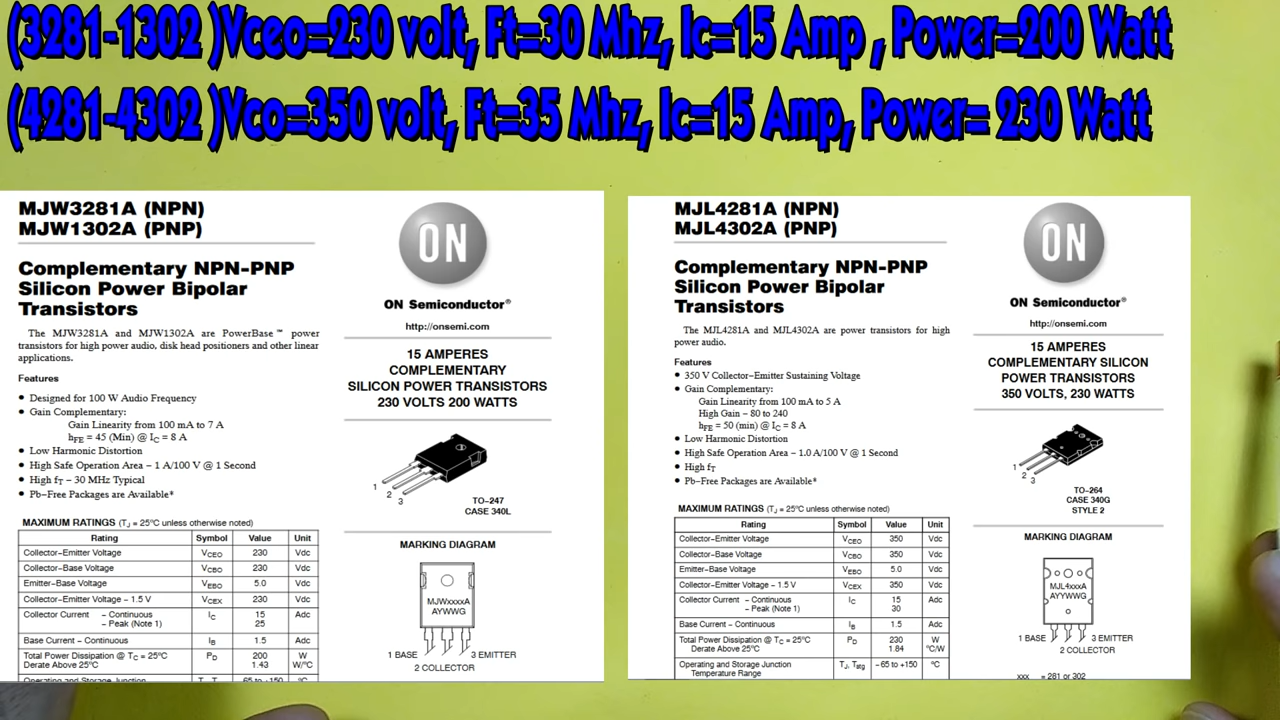 (3281-1302 )Vceo=230 volt, Ft=30 Mhz, Ic=15 Amp , Power=200 Watt
(4281-4302 )Vco=350 volt, Ft=35 Mhz, Ic=15 Amp, Power= 230 Watt
MJW3281A (NPN)
MJW1302A (PNP)
Complementary NPN-PNP
Silicon Power Bipolar
Transistors
The MJW3281A and MJW1302A are PowerBase™ power
transistors for high power audio, disk head positioners and other linear
applications.
Features
• Designed for 100 W Audio Frequency
• Gain Complementary:
Gain Linearity from 100 mA to 7 A
hFE = 45 (Min) @ IC = 8 A
• Low Harmonic Distortion
• High Safe Operation Area – 1 A/100 V @ 1 Second
• High fT – 30 MHz Typical
• Pb−Free Packages are Available*
MAXIMUM RATINGS (TJ = 25°C unless otherwise noted)
Rating Symbol Value Unit
Collector−Emitter Voltage VCEO 230 Vdc
Collector−Base Voltage VCBO 230 Vdc
Emitter−Base Voltage VEBO 5.0 Vdc
Collector−Emitter Voltage − 1.5 V VCEX 230 Vdc
Collector Current − Continuous IC 15 Adc
− Peak (Note 1) 25
Base Current − Continuous IB 1.5 Adc
Total Power Dissipation @ TC = 25°C PD 200 W
Derate Above 25°C 1.43 W/°C
Operating and Storage Junction
ON
ON Semiconductor®
http://onsemi.com
15 AMPERES
COMPLEMENTARY
SILICON POWER TRANSISTORS
230 VOLTS 200 WATTS
1
2
3
TO−247
CASE 340L
MARKING DIAGRAM
MJWxxxxA
AYWWG
1 BASE 3 EMITTER
2 COLLECTOR
MJL4281A (NPN)
MJL4302A (PNP)
Complementary NPN-PNP
Silicon Power Bipolar
Transistors
The MJL4281A and MJL4302A are power transistors for high
power audio.
Features
• 350 V Collector−Emitter Sustaining Voltage
• Gain Complementary:
Gain Linearity from 100 mA to 5 A
High Gain − 80 to 240
hFE = 50 (min) @ IC = 8 A
• Low Harmonic Distortion
• High Safe Operation Area − 1.0 A/100 V @ 1 Second
• High fT
• Pb−Free Packages are Available*
MAXIMUM RATINGS (TJ = 25°C unless otherwise noted)
Rating Symbol Value Unit
Collector−Emitter Voltage VCEO 350 Vdc
Collector−Base Voltage VCBO 350 Vdc
Emitter−Base Voltage VEBO 5.0 Vdc
Collector−Emitter Voltage − 1.5 V VCEX 350 Vdc
Collector Current − Continuous IC 15 Adc
− Peak (Note 1) 30
Base Current − Continuous IB 1.5 Adc
Total Power Dissipation @ TC = 25°C PD 230 W
Derate Above 25°C 1.84 °C/W
Operating and Storage Junction TJ, Tstg −65 to +150 °C
Temperature Range
ON
ON Semiconductor®
http://onsemi.com
15 AMPERES
COMPLEMENTARY SILICON
POWER TRANSISTORS
350 VOLTS, 230 WATTS
1
2
3
TO−264
CASE 340G
STYLE 2
MARKING DIAGRAM
MJL4xxxA
AYYWWG
1 BASE 3 EMITTER
2 COLLECTOR
xxx = 281 or 302